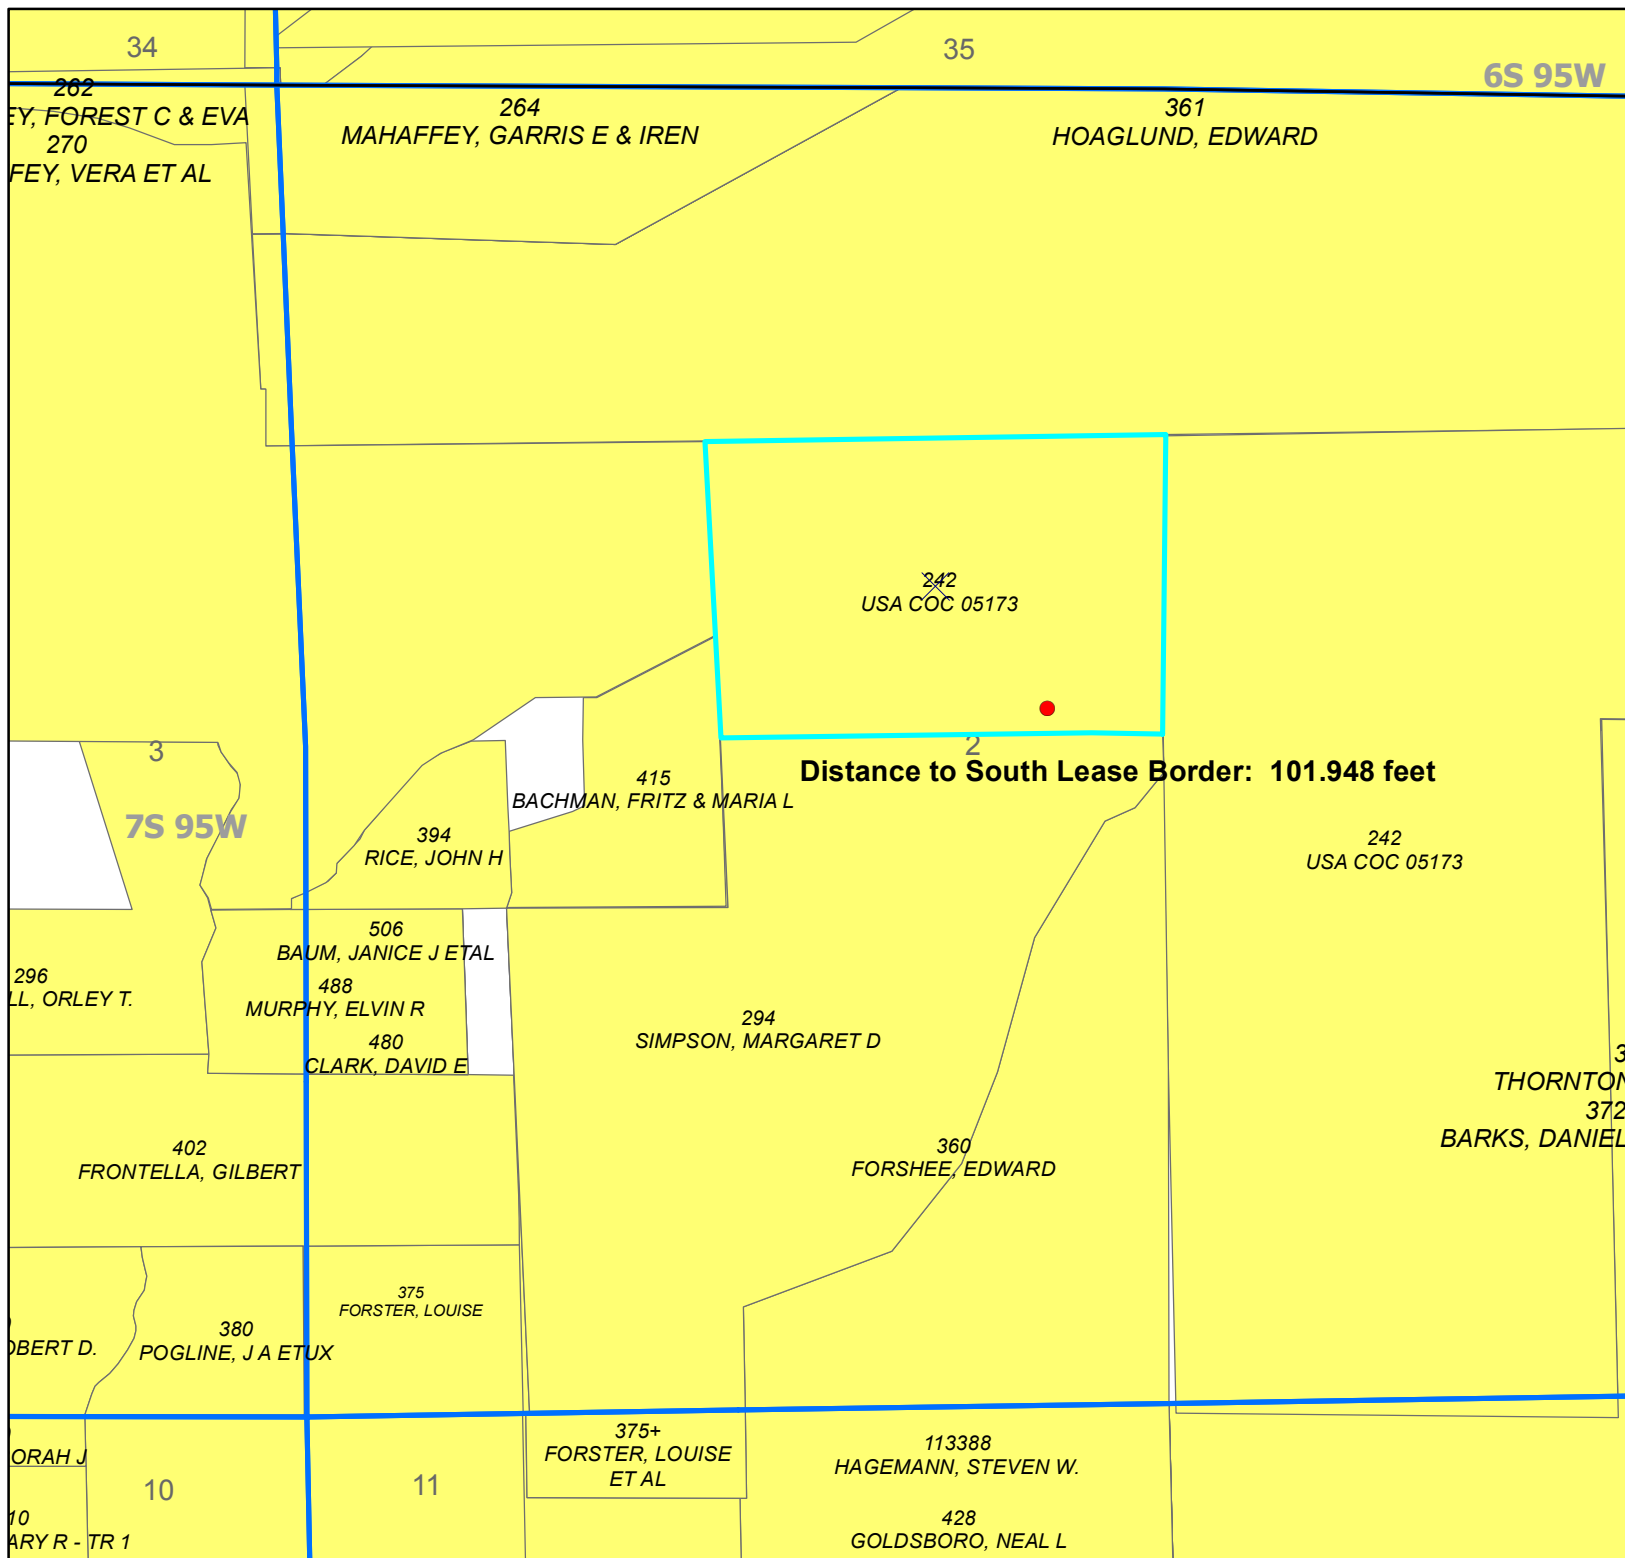 34
35
6S 95W
262
EY, FOREST C & EVA
270
FEY, VERA ET AL
264
MAHAFFEY, GARRIS E & IREN
361
HOAGLUND, EDWARD
242
USA COC 05173
3
2
Distance to South Lease Border: 101.948 feet
7S 95W
415
BACHMAN, FRITZ & MARIA L
394
RICE, JOHN H
242
USA COC 05173
506
BAUM, JANICE J ETAL
296
LL, ORLEY T.
488
MURPHY, ELVIN R
480
CLARK, DAVID E
294
SIMPSON, MARGARET D
3
THORNTON
372
BARKS, DANIEL
402
FRONTELLA, GILBERT
360
FORSHEE, EDWARD
375
FORSTER, LOUISE
OBERT D.
380
POGLINE, J A ETUX
375+
FORSTER, LOUISE
ET AL
113388
HAGEMANN, STEVEN W.
ORAH J
10
11
10
ARY R - TR 1
428
GOLDSBORO, NEAL L